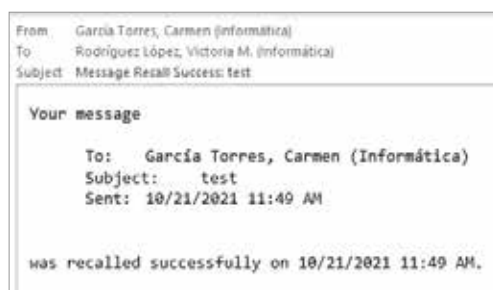 From García Torres, Carmen (Informática)
To Rodríguez López, Victoria M. (Informática)
Subject Message Recall Success: test
Your message
To: García Torres, Carmen (Informática)
Subject: test
Sent: 10/21/2021 11:49 AM
was recalled successfully on 10/21/2021 11:49 AM.